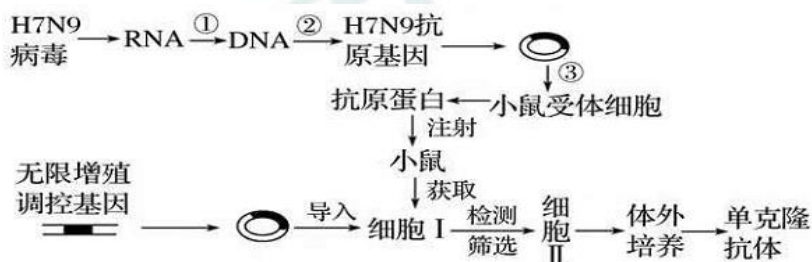 H7N9 ① ② H7N9抗
病毒 RNA DNA 原基因
③
抗原蛋白 小鼠受体细胞
注射
小鼠
获取
无限增殖
调控基因
导入 细胞Ⅰ 检测 筛选 细胞Ⅱ 体外 培养 单克隆 抗体